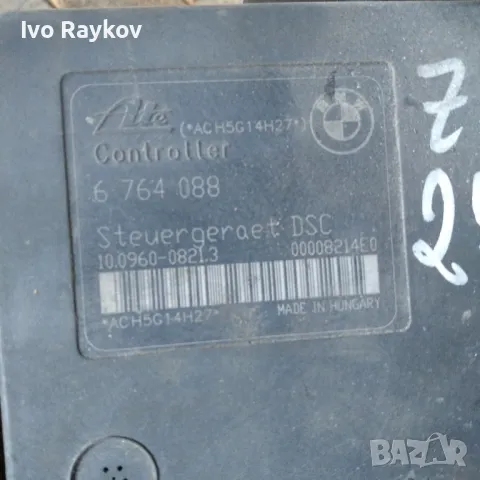 Ivo Raykov
Ate (*ACH5G14H27*)
BMW
Controller
6 764 088
Steuergeraet DSC
10.0960-0821.3 00008214E0
*ACH5G14H27* MADE IN HUNGARY
Z
BAZAR